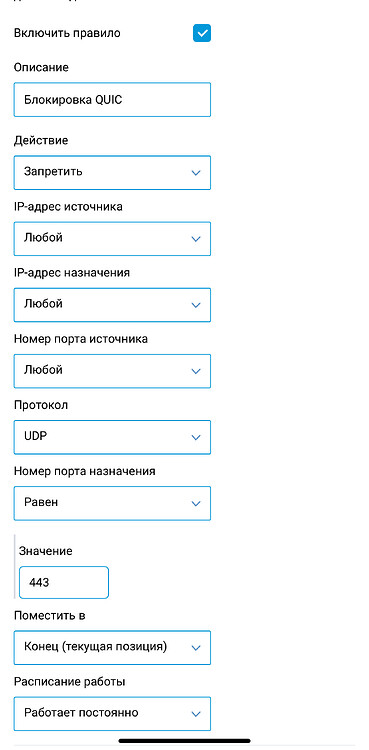 Включить правило
Описание
Блокировка QUIC
Действие
Запретить
IP-адрес источника
Любой
IP-адрес назначения
Любой
Номер порта источника
Любой
Протокол
UDP
Номер порта назначения
Равен
Значение
443
Поместить в
Конец (текущая позиция)
Расписание работы
Работает постоянно